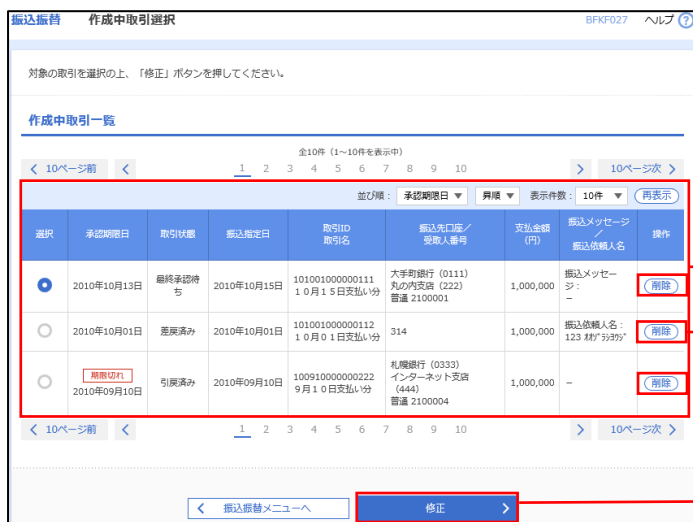 振込振替 作成中取引選択 BFKF027 ヘルプ ?
対象の取引を選択の上、「修正」ボタンを押してください。
作成中取引一覧
全10件（1～10件を表示中）
< 10ページ前 < 1 2 3 4 5 6 7 8 9 10 > 10ページ次 >
並び順： 承認期限日 ▼ 昇順 ▼ 表示件数： 10件 ▼ 再表示
選択 承認期限日 取引状態 振込指定日 取引ID 取引名 振込先口座／ 受取人番号 支払金額 (円) 振込メッセージ ／ 振込依頼人名 操作
2010年10月13日 最終承認待ち 2010年10月15日 101001000000111 10月15日支払い分 大手町銀行（0111） 丸の内支店（222） 普通 2100001 1,000,000 振込メッセージ： － 削除
2010年10月01日 差戻済み 2010年10月01日 101001000000112 10月01日支払い分 314 1,000,000 振込依頼人名： 123 削除
期限切れ 2010年09月10日 引戻済み 2010年09月10日 100910000000222 9月10日支払い分 札幌銀行（0333） インターネット支店 （444） 普通 2100004 1,000,000 － 削除
< 10ページ前 < 1 2 3 4 5 6 7 8 9 10 > 10ページ次 >
< 振込振替メニューへ 修正 >